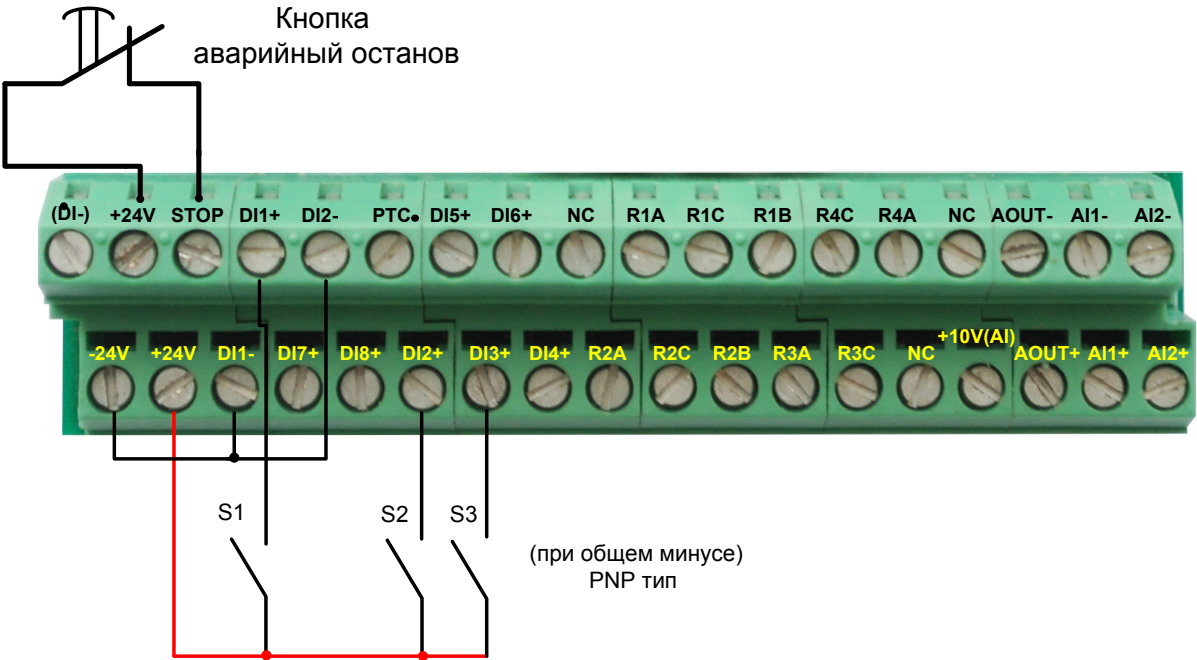 Кнопка
аварийный останов
(DI-) +24V STOP DI1+ DI2- PTC DI5+ DI6+ NC R1A R1C R1B R4C R4A NC AOUT- AI1- AI2-
-24V +24V DI1- DI7+ DI8+ DI2+ DI3+ DI4+ R2A R2C R2B R3A R3C NC +10V(AI) AOUT+ AI1+ AI2+
S1 S2 S3
(при общем минусе)
PNP тип